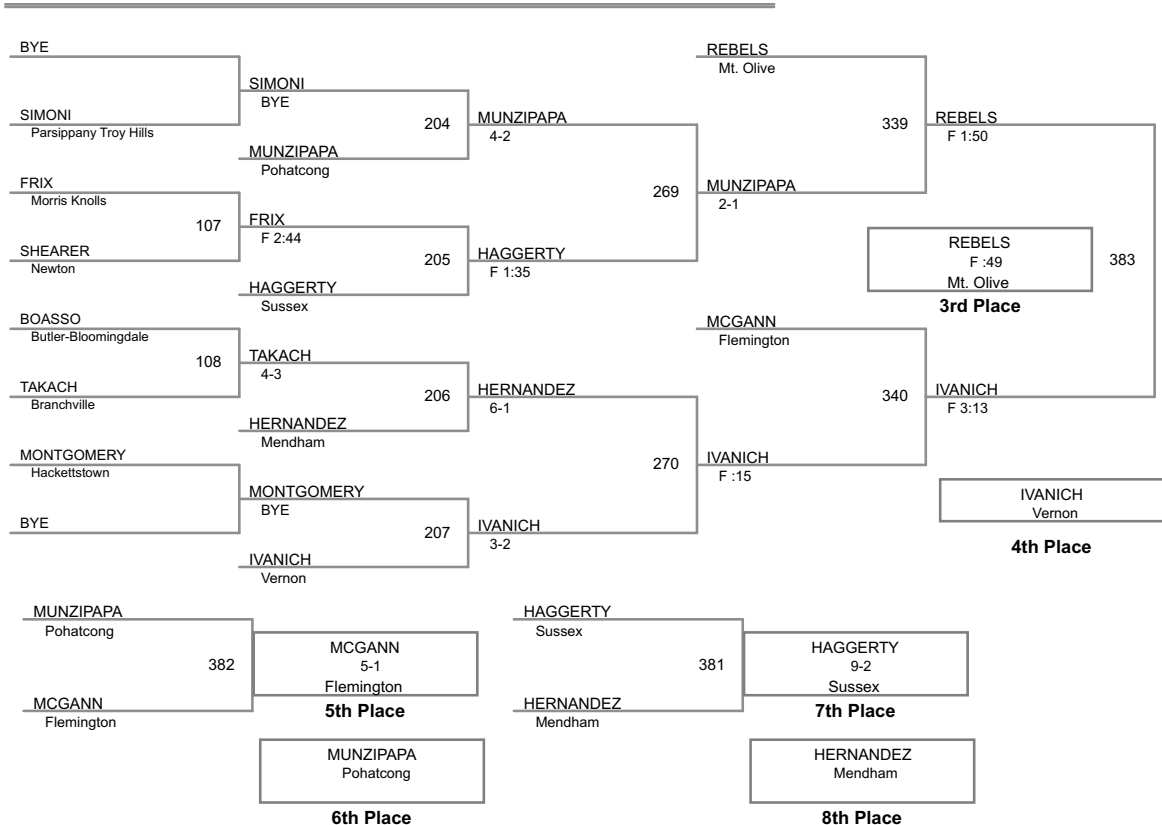 BYE
SIMONI
Parsippany Troy Hills
FRIX
Morris Knolls
107
SHEARER
Newton
BOASSO
Butler-Bloomingdale
108
TAKACH
Branchville
MONTGOMERY
Hackettstown
BYE
SIMONI
BYE
204
MUNZIPAPA
Pohatcong
FRIX
F 2:44
205
HAGGERTY
Sussex
TAKACH
4-3
206
HERNANDEZ
Mendham
MONTGOMERY
BYE
207
IVANICH
Vernon
MUNZIPAPA
4-2
269
HAGGERTY
F 1:35
HERNANDEZ
6-1
270
IVANICH
3-2
REBELS
Mt. Olive
339
MUNZIPAPA
2-1
MCGANN
Flemington
340
IVANICH
F :15
REBELS
F 1:50
383
IVANICH
F 3:13
REBELS
F :49
Mt. Olive
3rd Place
IVANICH
Vernon
4th Place
MUNZIPAPA
Pohatcong
382
MCGANN
Flemington
MCGANN
5-1
Flemington
5th Place
MUNZIPAPA
Pohatcong
6th Place
HAGGERTY
Sussex
381
HERNANDEZ
Mendham
HAGGERTY
9-2
Sussex
7th Place
HERNANDEZ
Mendham
8th Place